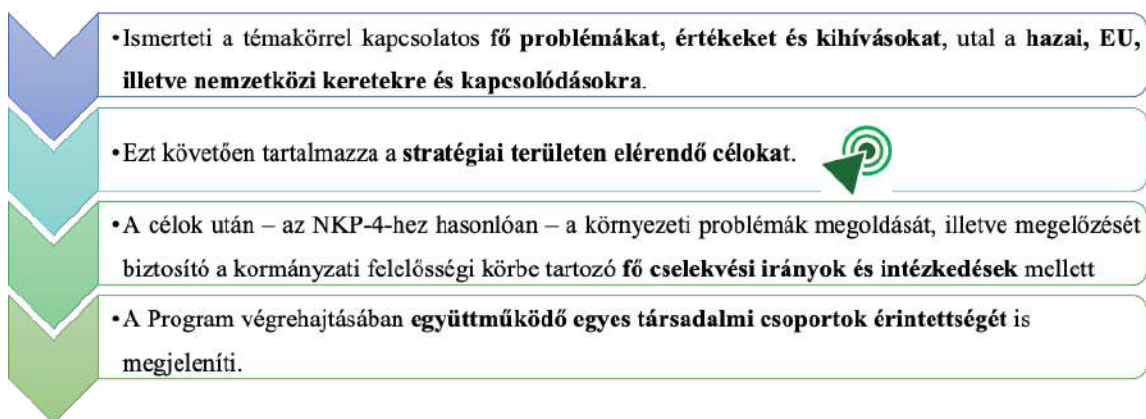 •Ismerteti a témakörrel kapcsolatos fő problémákat, értékeket és kihívásokat, utal a hazai, EU,
illetve nemzetközi keretekre és kapcsolódásokra.
•Ezt követően tartalmazza a stratégiai területen elérendő célokat.
•A célok után – az NKP-4-hez hasonlóan – a környezeti problémák megoldását, illetve megelőzését
biztosító a kormányzati felelősségi körbe tartozó fő cselekvési irányok és intézkedések mellett
•A Program végrehajtásában együttműködő egyes társadalmi csoportok érintettségét is
megjeleníti.